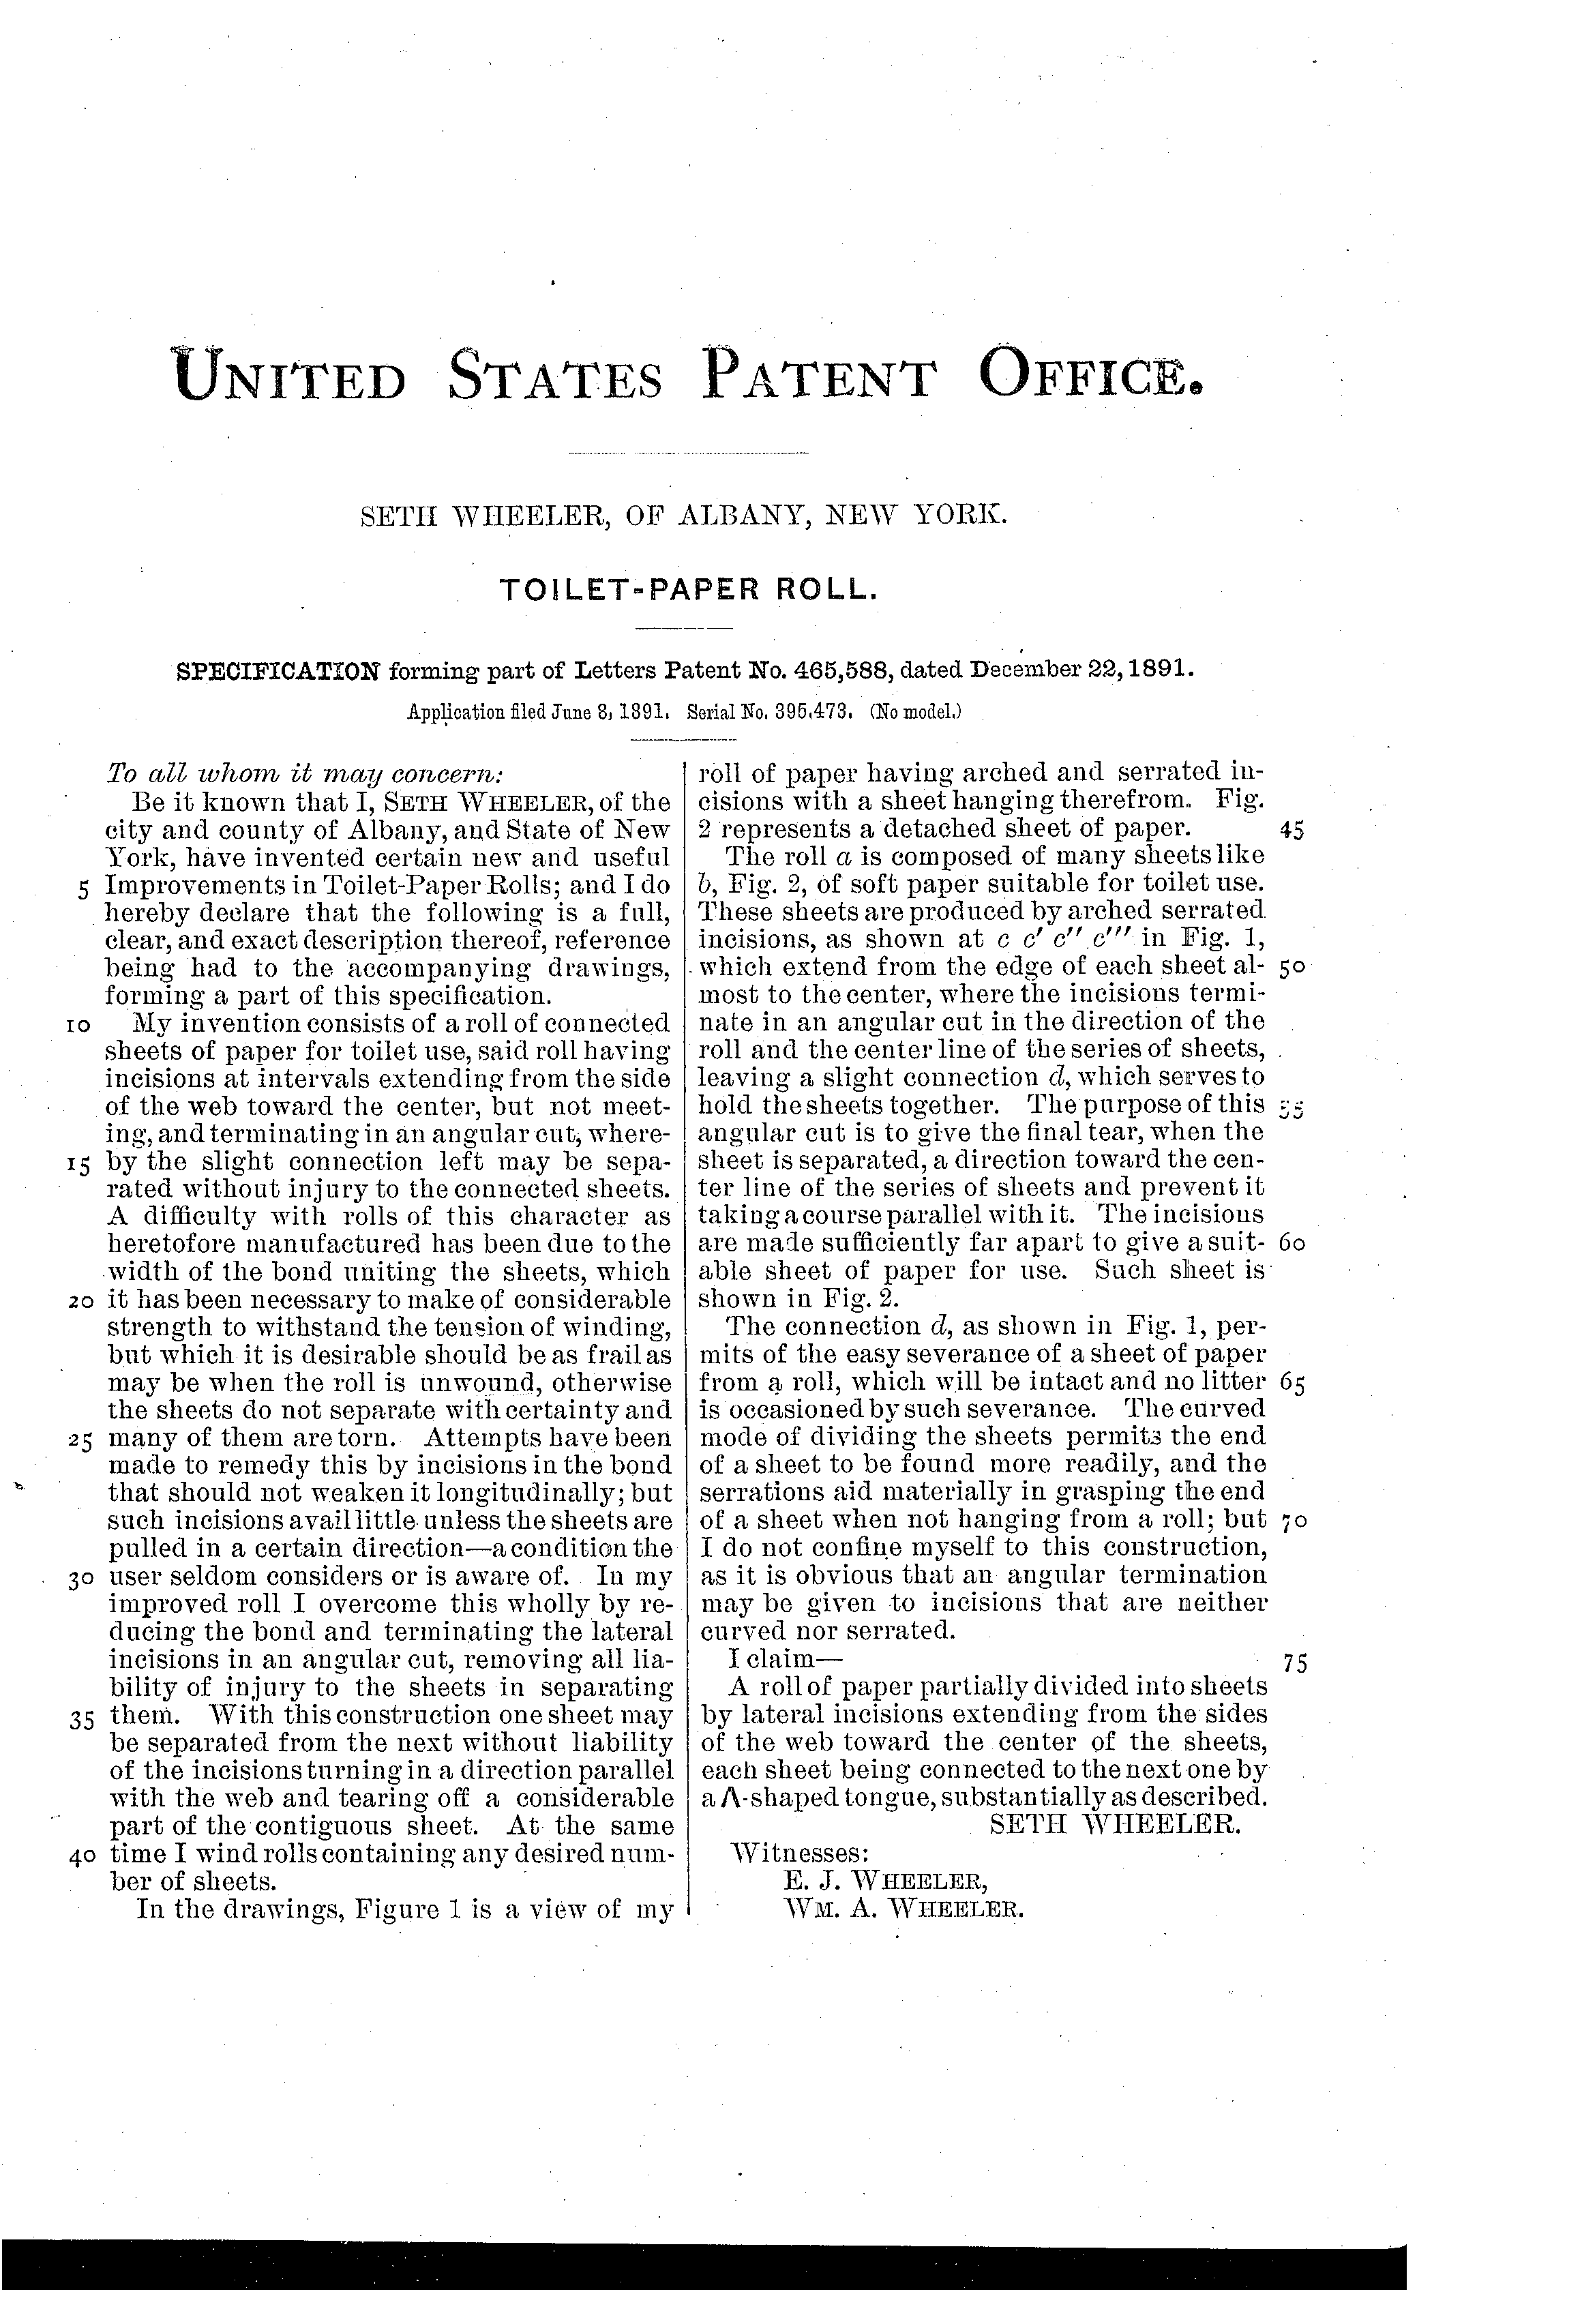 UNITED STATES PATENT OFFICE.
SETH WHEELER, OF ALBANY, NEW YORK.
TOILET-PAPER ROLL.
SPECIFICATION forming part of Letters Patent No. 465,588, dated December 22, 1891.
Application filed June 8, 1891. Serial No. 395,473. (No model.)
To all whom it may concern:
Be it known that I, SETH WHEELER, of the
city and county of Albany, and State of New
York, have invented certain new and useful
5 Improvements in Toilet-Paper Rolls; and I do
hereby declare that the following is a full,
clear, and exact description thereof, reference
being had to the accompanying drawings,
forming a part of this specification.
10 My invention consists of a roll of connected
sheets of paper for toilet use, said roll having
incisions at intervals extending from the side
of the web toward the center, but not meet-
ing, and terminating in an angular cut, where-
15 by the slight connection left may be sepa-
rated without injury to the connected sheets.
A difficulty with rolls of this character as
heretofore manufactured has been due to the
width of the bond uniting the sheets, which
20 it has been necessary to make of considerable
strength to withstand the tension of winding,
but which it is desirable should be as frail as
may be when the roll is unwound, otherwise
the sheets do not separate with certainty and
25 many of them are torn. Attempts have been
made to remedy this by incisions in the bond
that should not weaken it longitudinally; but
such incisions avail little unless the sheets are
pulled in a certain direction—a condition the
30 user seldom considers or is aware of. In my
improved roll I overcome this wholly by re-
ducing the bond and terminating the lateral
incisions in an angular cut, removing all lia-
bility of injury to the sheets in separating
35 them. With this construction one sheet may
be separated from the next without liability
of the incisions turning in a direction parallel
with the web and tearing off a considerable
part of the contiguous sheet. At the same
40 time I wind rolls containing any desired num-
ber of sheets.
In the drawings, Figure 1 is a view of my
roll of paper having arched and serrated in-
cisions with a sheet hanging therefrom. Fig.
2 represents a detached sheet of paper. 45
The roll a is composed of many sheets like
b, Fig. 2, of soft paper suitable for toilet use.
These sheets are produced by arched serrated
incisions, as shown at c c' c'' c''' in Fig. 1,
which extend from the edge of each sheet al- 50
most to the center, where the incisions termi-
nate in an angular cut in the direction of the
roll and the center line of the series of sheets,
leaving a slight connection d, which serves to
hold the sheets together. The purpose of this 55
angular cut is to give the final tear, when the
sheet is separated, a direction toward the cen-
ter line of the series of sheets and prevent it
taking a course parallel with it. The incisions
are made sufficiently far apart to give a suit- 60
able sheet of paper for use. Such sheet is
shown in Fig. 2.
The connection d, as shown in Fig. 1, per-
mits of the easy severance of a sheet of paper
from a roll, which will be intact and no litter 65
is occasioned by such severance. The curved
mode of dividing the sheets permits the end
of a sheet to be found more readily, and the
serrations aid materially in grasping the end
of a sheet when not hanging from a roll; but 70
I do not confine myself to this construction,
as it is obvious that an angular termination
may be given to incisions that are neither
curved nor serrated.
I claim— 75
A roll of paper partially divided into sheets
by lateral incisions extending from the sides
of the web toward the center of the sheets,
each sheet being connected to the next one by
a Λ-shaped tongue, substantially as described.
SETH WHEELER.
Witnesses:
E. J. WHEELER,
WM. A. WHEELER.